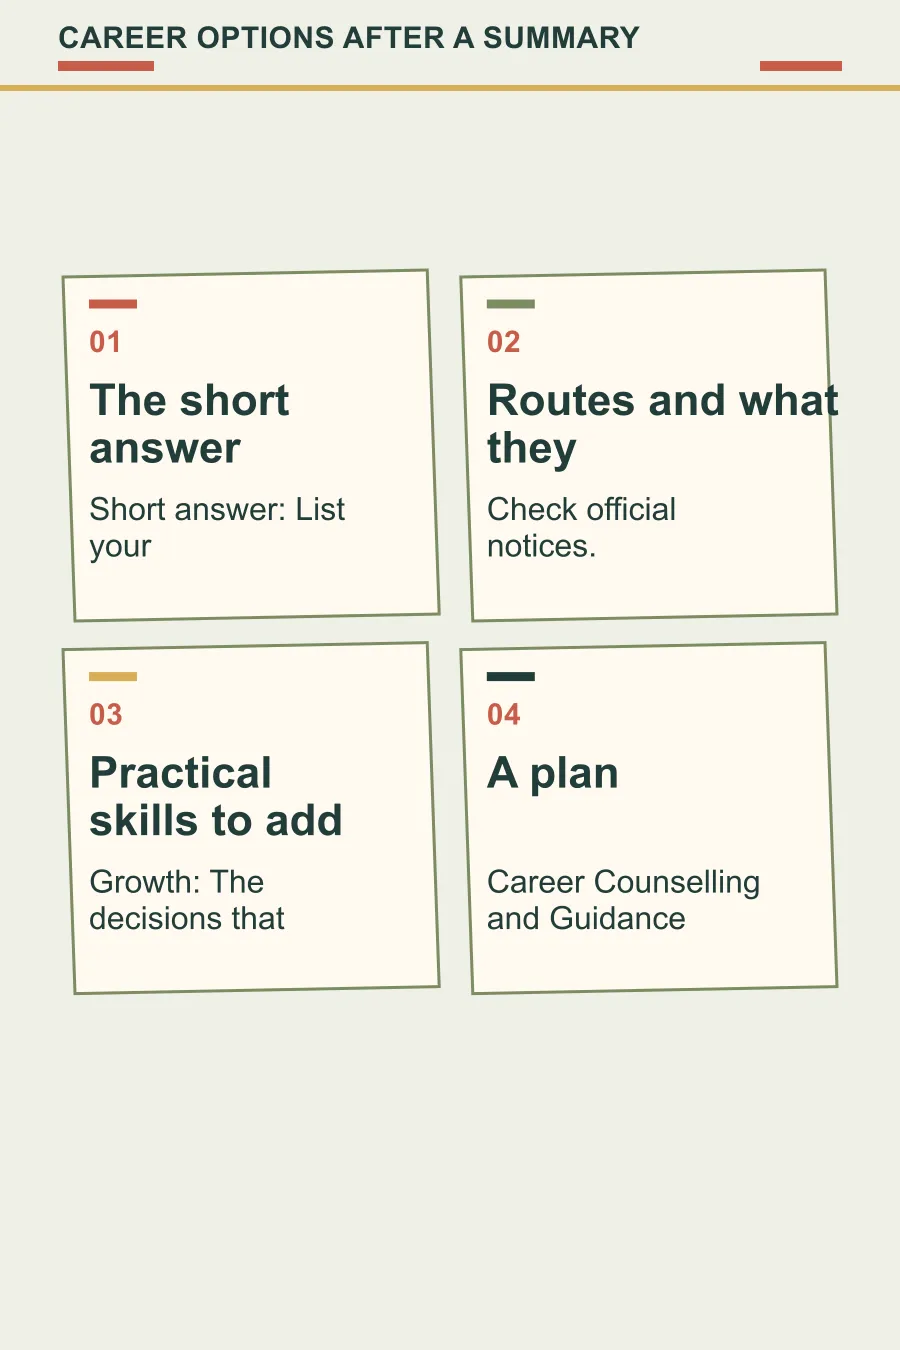 CAREER OPTIONS AFTER A SUMMARY
01
The short
answer
Short answer: List
your
02
Routes and what
they
Check official
notices.
03
Practical
skills to add
Growth: The
decisions that
04
A plan
Career Counselling
and Guidance